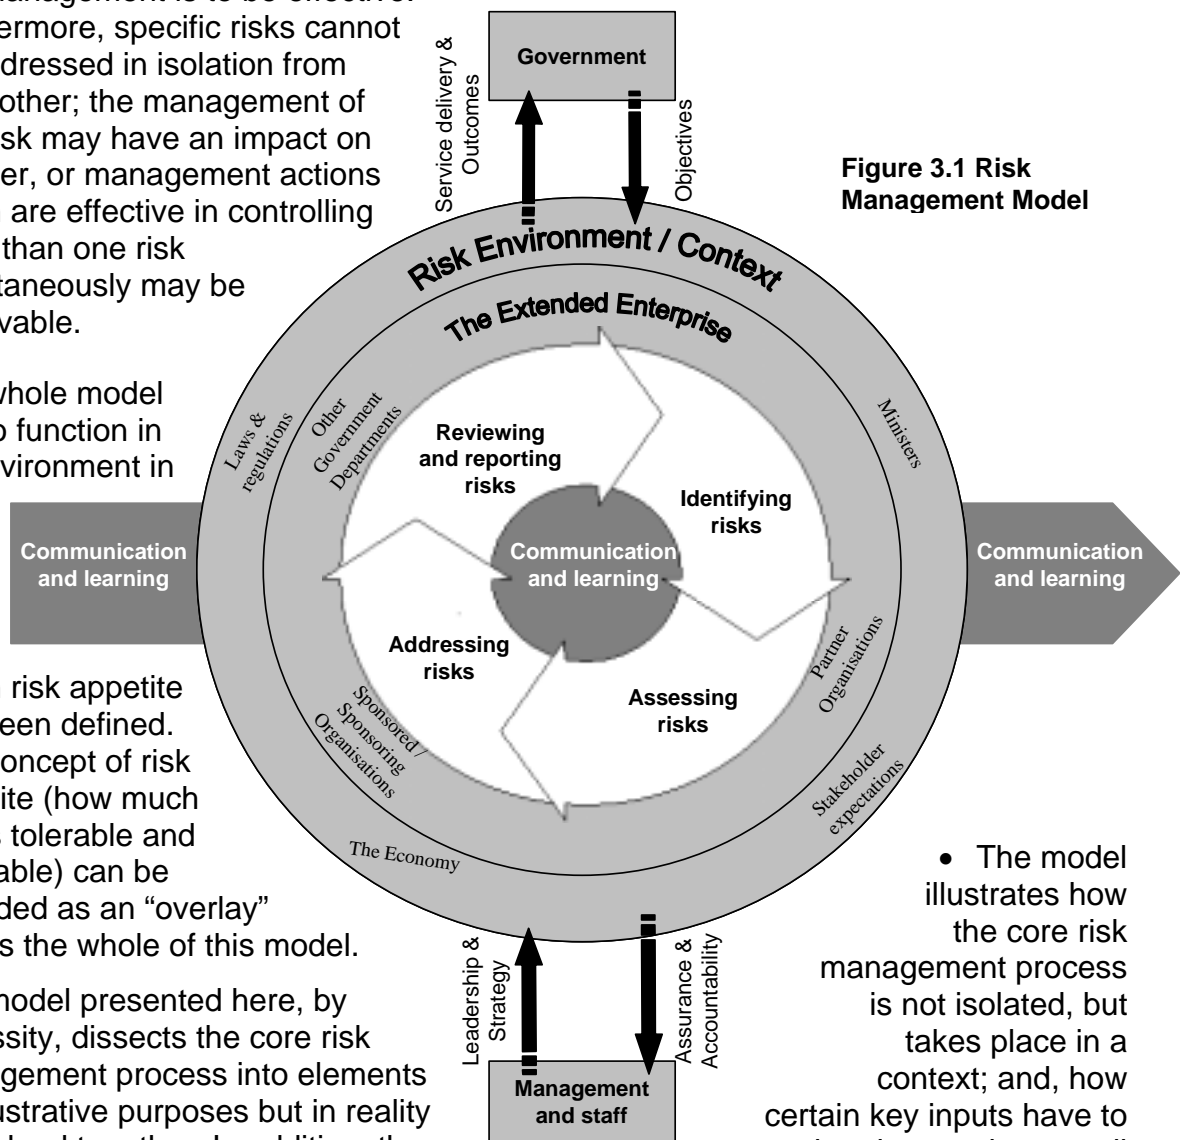 management is to be effective.
ermore, specific risks cannot
dressed in isolation from
other; the management of
sk may have an impact on
er, or management actions
are effective in controlling
than one risk
taneously may be
vable.
whole model
function in
vironment in
risk appetite
een defined.
oncept of risk
ite (how much
s tolerable and
able) can be
ded as an “overlay”
s the whole of this model.
model presented here, by
ssity, dissects the core risk
gement process into elements
ustrative purposes but in reality
Government
Service delivery &
Outcomes
Objectives
Figure 3.1 Risk
Management Model
Risk Environment / Context
The Extended Enterprise
Laws &
regulations
Other
Government
Departments
Ministers
Reviewing
and reporting
risks
Identifying
risks
Communication
and learning
Communication
and learning
Communication
and learning
Addressing
risks
Assessing
risks
Partner
Organisations
Sponsored /
Sponsoring
Organisations
Stakeholder
expectations
The Economy
Leadership &
Strategy
Assurance &
Accountability
Management
and staff
• The model
illustrates how
the core risk
management process
is not isolated, but
takes place in a
context; and, how
certain key inputs have to